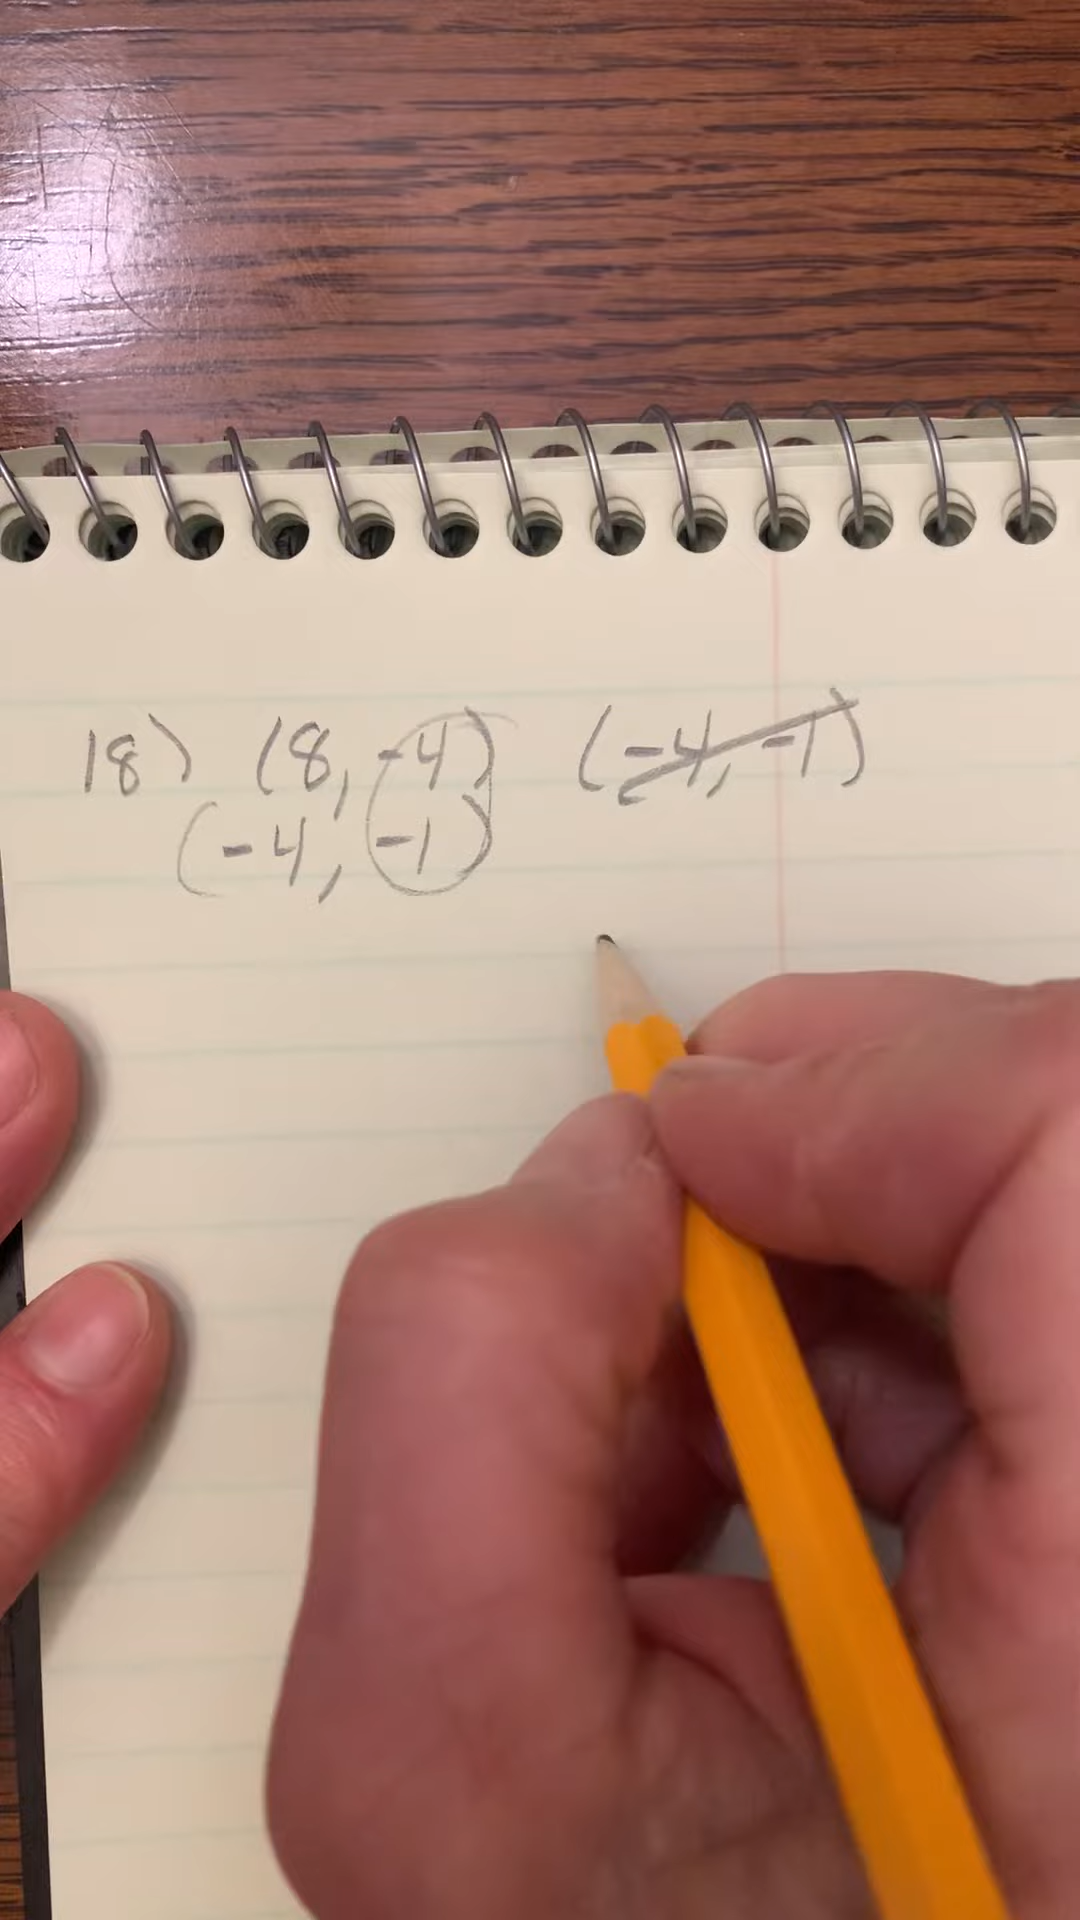 18) (8, -4) (-4, -1)
(-4, -1)